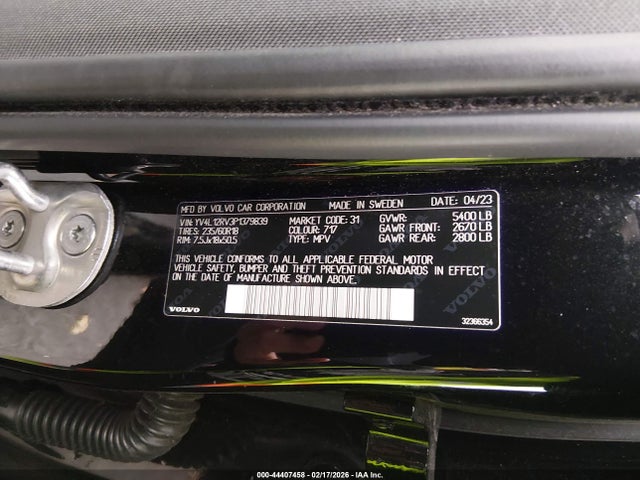 MFD BY VOLVO CAR CORPORATION MADE IN SWEDEN DATE: 04/23
VIN: YV4L12RV3P1379839 MARKET CODE: 31 GVWR: 5400 LB
TIRES: 235/60R18 COLOUR: 717 GAWR FRONT: 2670 LB
RIM: 7.5Jx18x50.5 TYPE: MPV GAWR REAR: 2800 LB
THIS VEHICLE CONFORMS TO ALL APPLICABLE FEDERAL MOTOR
VEHICLE SAFETY, BUMPER AND THEFT PREVENTION STANDARDS IN EFFECT
ON THE DATE OF MANUFACTURE SHOWN ABOVE.
VOLVO
VOLVO
32366354
000-44407458 - 02/17/2026 - IAA Inc.